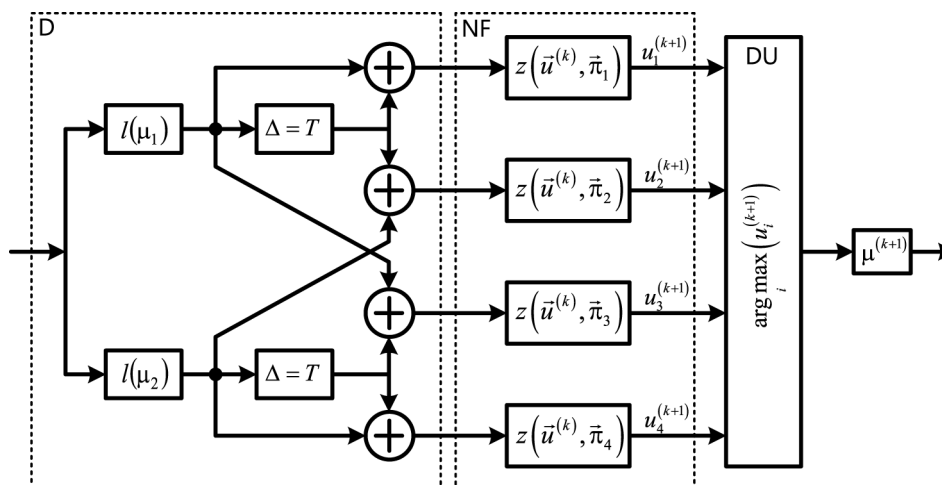 D
NF
DU
l(μ₁)
Δ = T
l(μ₂)
Δ = T
z(u⃗⁽ᵏ⁾, π⃗₁)
u₁⁽ᵏ⁺¹⁾
z(u⃗⁽ᵏ⁾, π⃗₂)
u₂⁽ᵏ⁺¹⁾
z(u⃗⁽ᵏ⁾, π⃗₃)
u₃⁽ᵏ⁺¹⁾
z(u⃗⁽ᵏ⁾, π⃗₄)
u₄⁽ᵏ⁺¹⁾
arg max(uᵢ⁽ᵏ⁺¹⁾)
i
μ⁽ᵏ⁺¹⁾